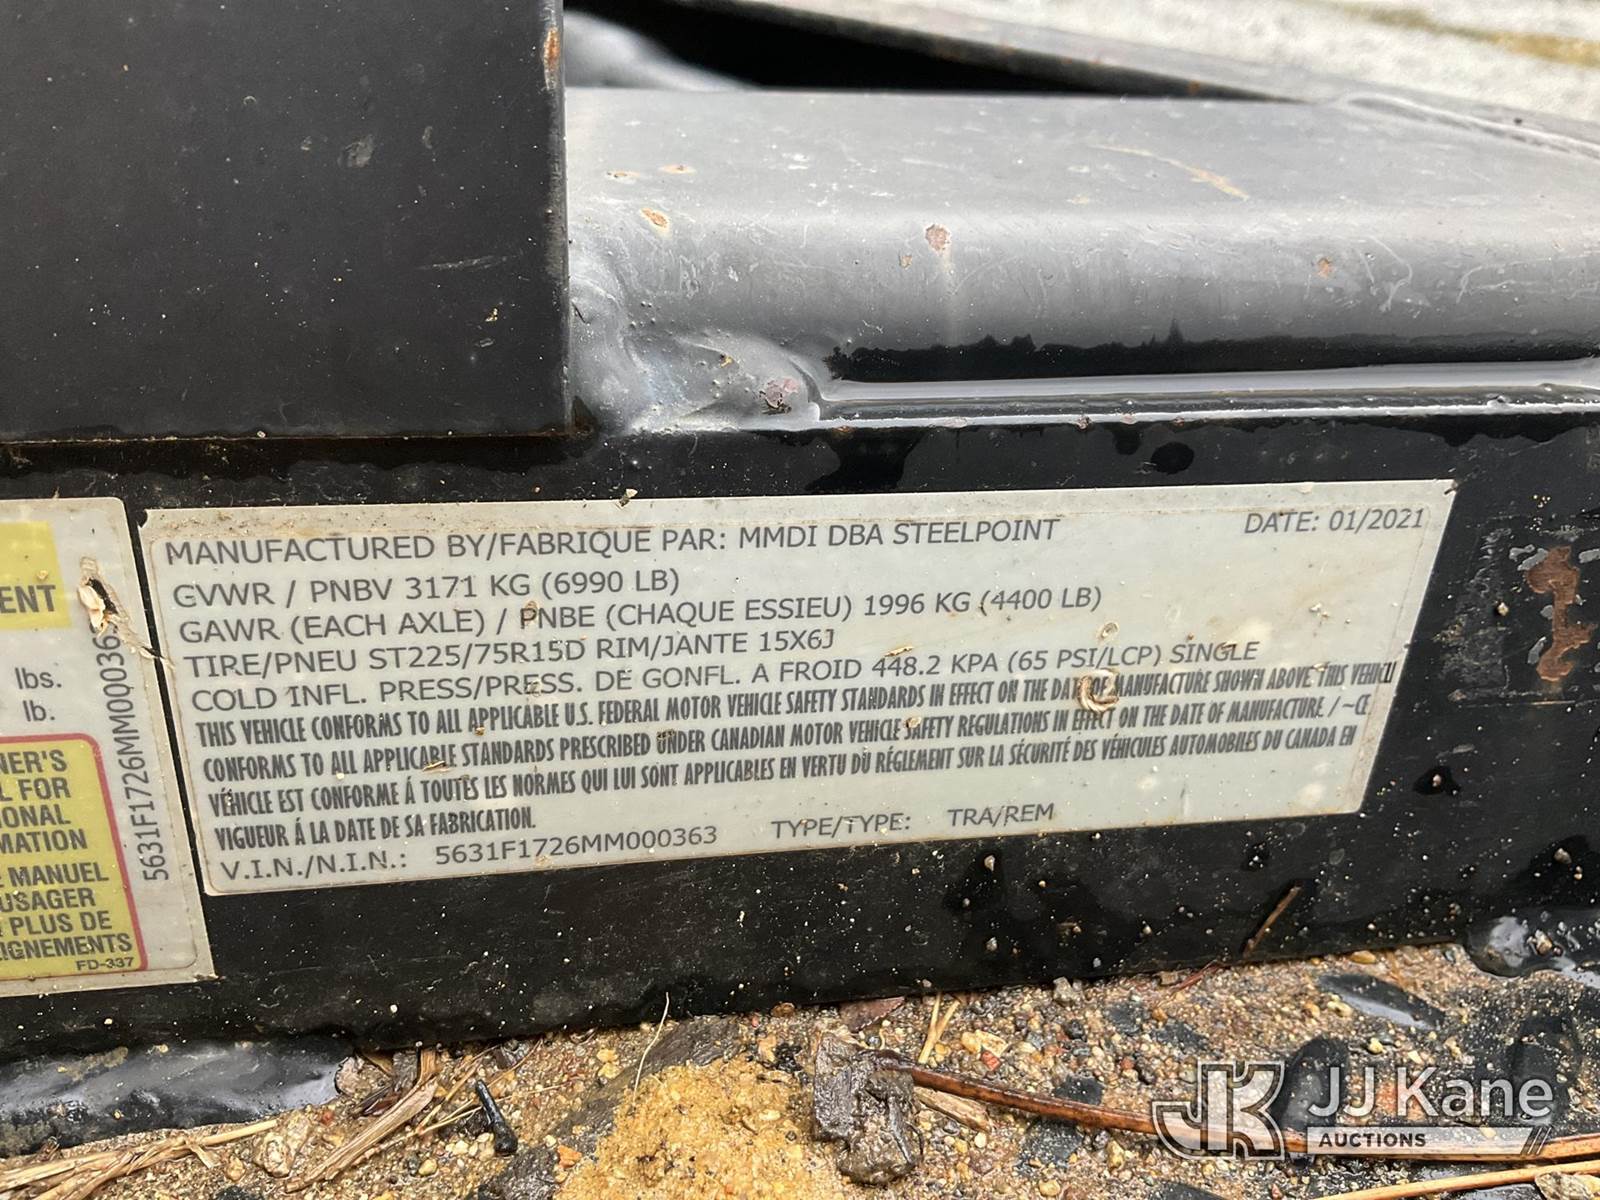 MANUFACTURED BY/FABRIQUE PAR: MMDI DBA STEELPOINT DATE: 01/2021
GVWR / PNBV 3171 KG (6990 LB)
GAWR (EACH AXLE) / PNBE (CHAQUE ESSIEU) 1996 KG (4400 LB)
TIRE/PNEU ST225/75R15D RIM/JANTE 15X6J
COLD INFL. PRESS/PRESS. DE GONFL. A FROID 448.2 KPA (65 PSI/LCP) SINGLE
THIS VEHICLE CONFORMS TO ALL APPLICABLE U.S. FEDERAL MOTOR VEHICLE SAFETY STANDARDS IN EFFECT ON THE DATE OF MANUFACTURE SHOWN ABOVE THIS VEHICLI
CONFORMS TO ALL APPLICABLE STANDARDS PRESCRIBED UNDER CANADIAN MOTOR VEHICLE SAFETY REGULATIONS IN EFFECT ON THE DATE OF MANUFACTURE. / ~CE
VÉHICLE EST CONFORME Á TOUTES LES NORMES QUI LUI SONT APPLICABLES EN VERTU DU RÉGLEMENT SUR LA SÉCURITÉ DES VÉHICULES AUTOMOBILES DU CANADA EN
VIGUEUR Á LA DATE DE SA FABRICATION.
V.I.N./N.I.N.: 5631F1726MM000363 TYPE/TYPE: TRA/REM
ENT
lbs.
lb.
NER'S
L FOR
IONAL
MATION
E MANUEL
USAGER
PLUS DE
EIGNEMENTS
FD-337
5631F1726MM000363
JK
JJ Kane
AUCTIONS